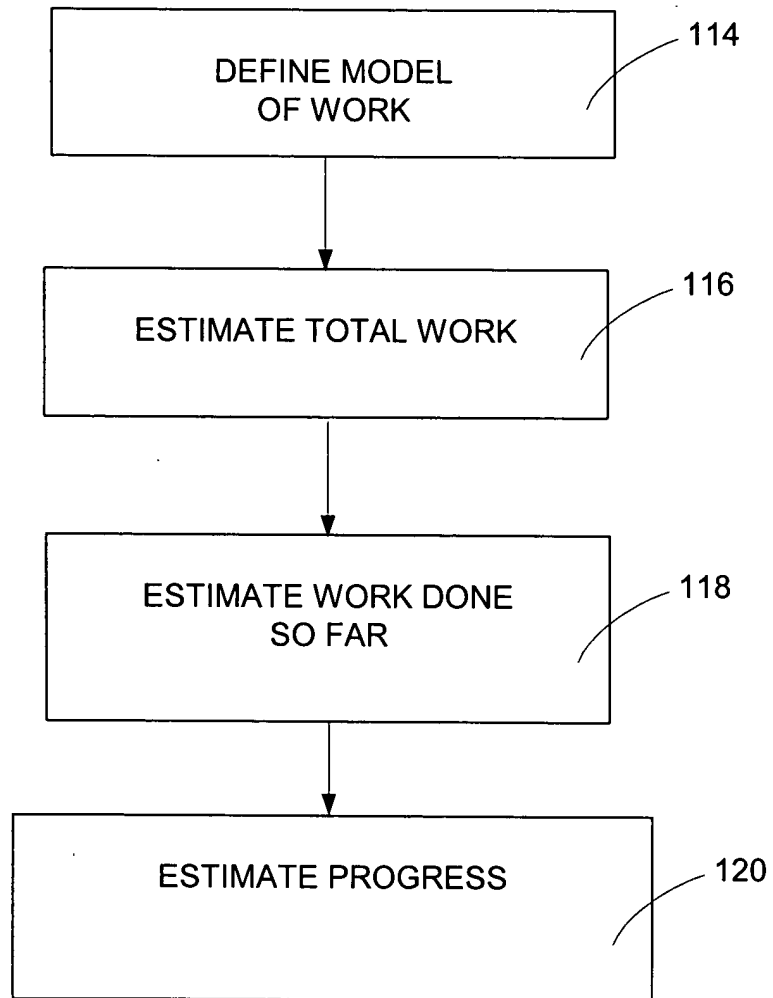 114
DEFINE MODEL
OF WORK
116
ESTIMATE TOTAL WORK
118
ESTIMATE WORK DONE
SO FAR
120
ESTIMATE PROGRESS